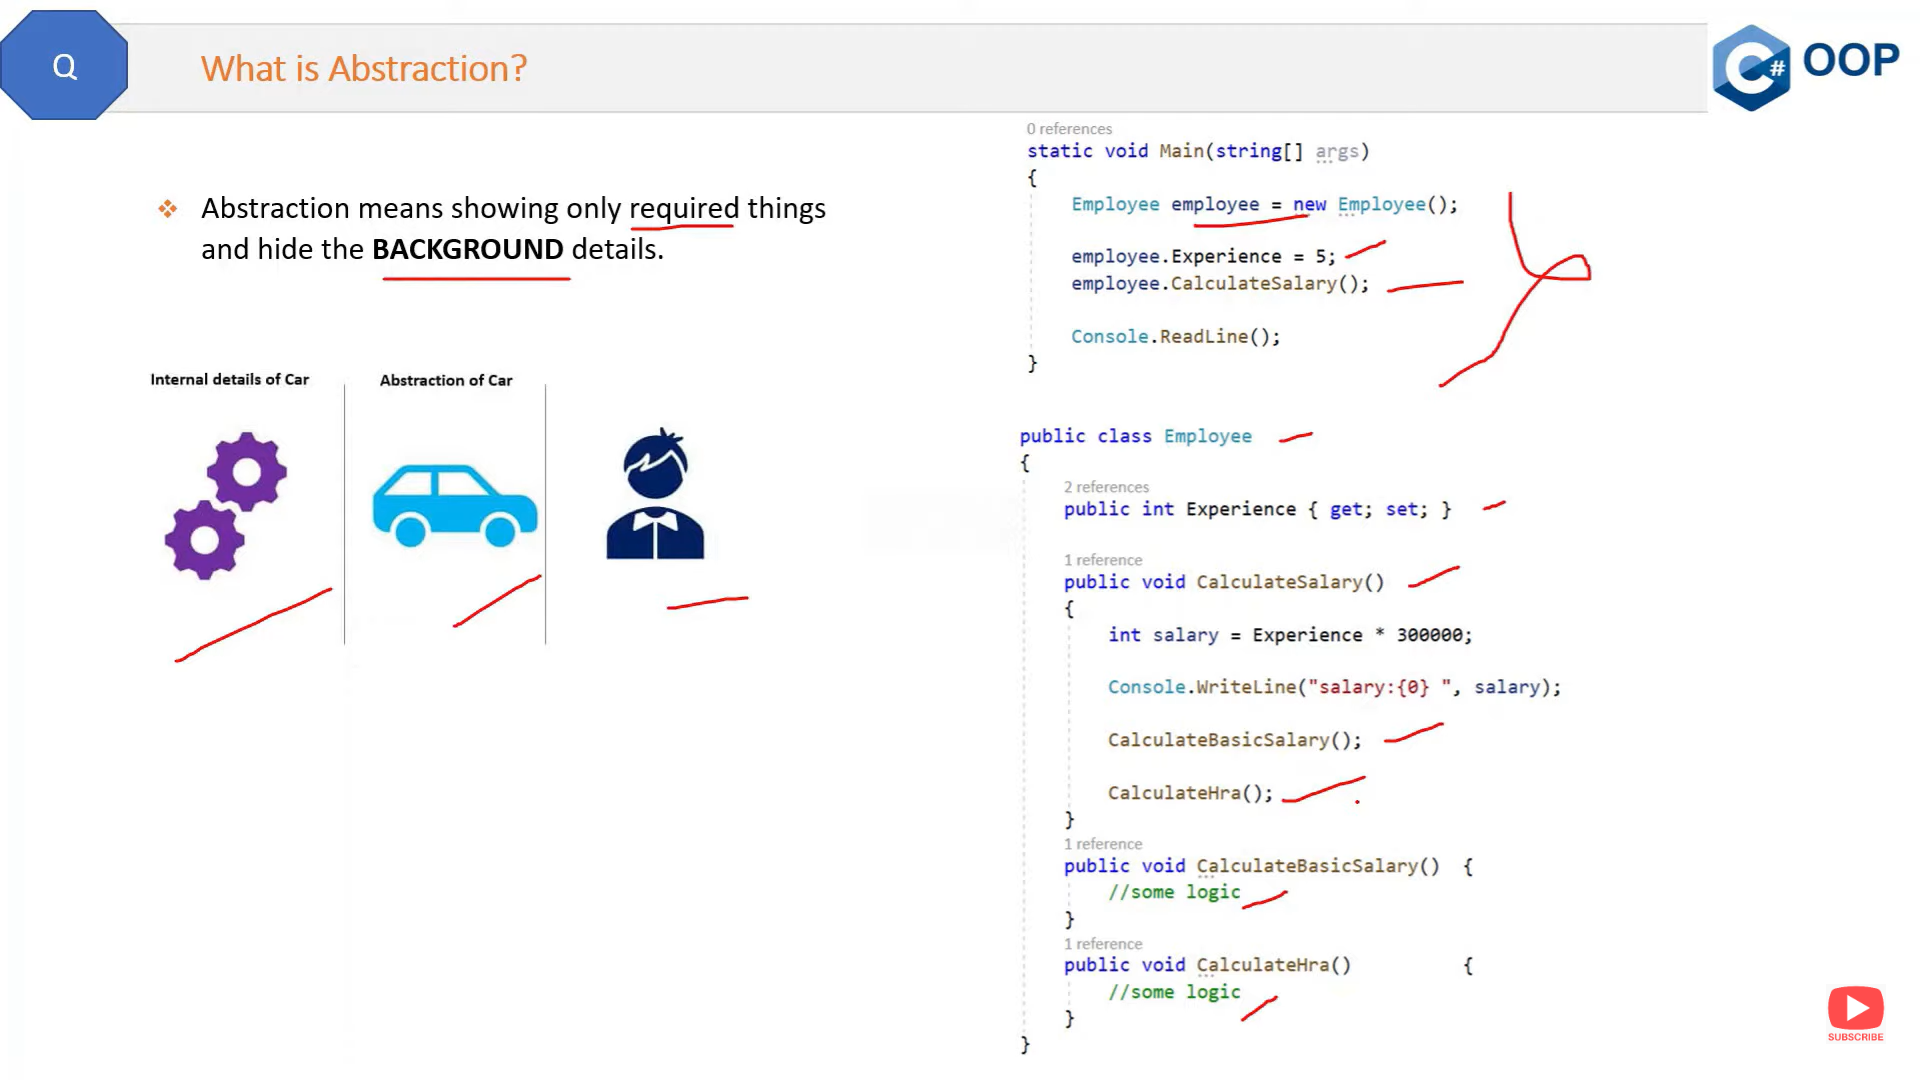 Q
What is Abstraction?
C# OOP
❖ Abstraction means showing only required things
and hide the BACKGROUND details.
Internal details of Car
Abstraction of Car
0 references
static void Main(string[] args)
{
Employee employee = new Employee();
employee.Experience = 5;
employee.CalculateSalary();
Console.ReadLine();
}
public class Employee
{
2 references
public int Experience { get; set; }
1 reference
public void CalculateSalary()
{
int salary = Experience * 300000;
Console.WriteLine("salary:{0} ", salary);
CalculateBasicSalary();
CalculateHra();
}
1 reference
public void CalculateBasicSalary() {
//some logic
}
1 reference
public void CalculateHra() {
//some logic
}
}
SUBSCRIBE